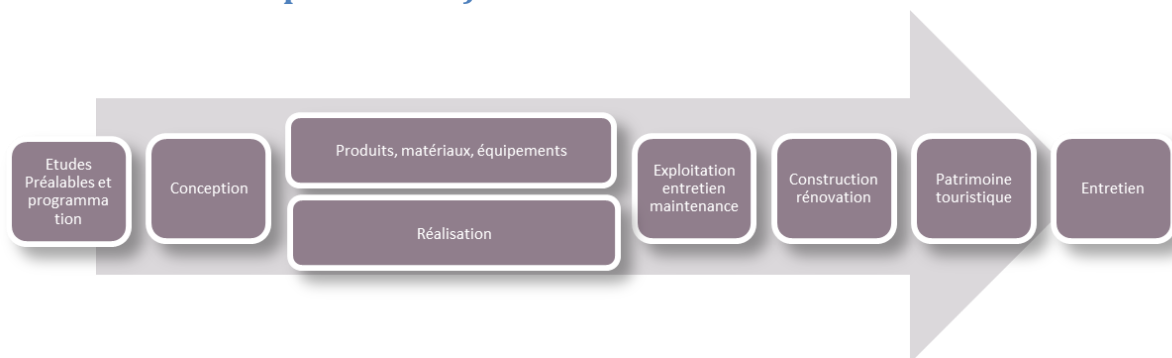 Etudes
Préalables et
programma
tion
Conception
Produits, matériaux, équipements
Réalisation
Exploitation
entretien
maintenance
Construction
rénovation
Patrimoine
touristique
Entretien